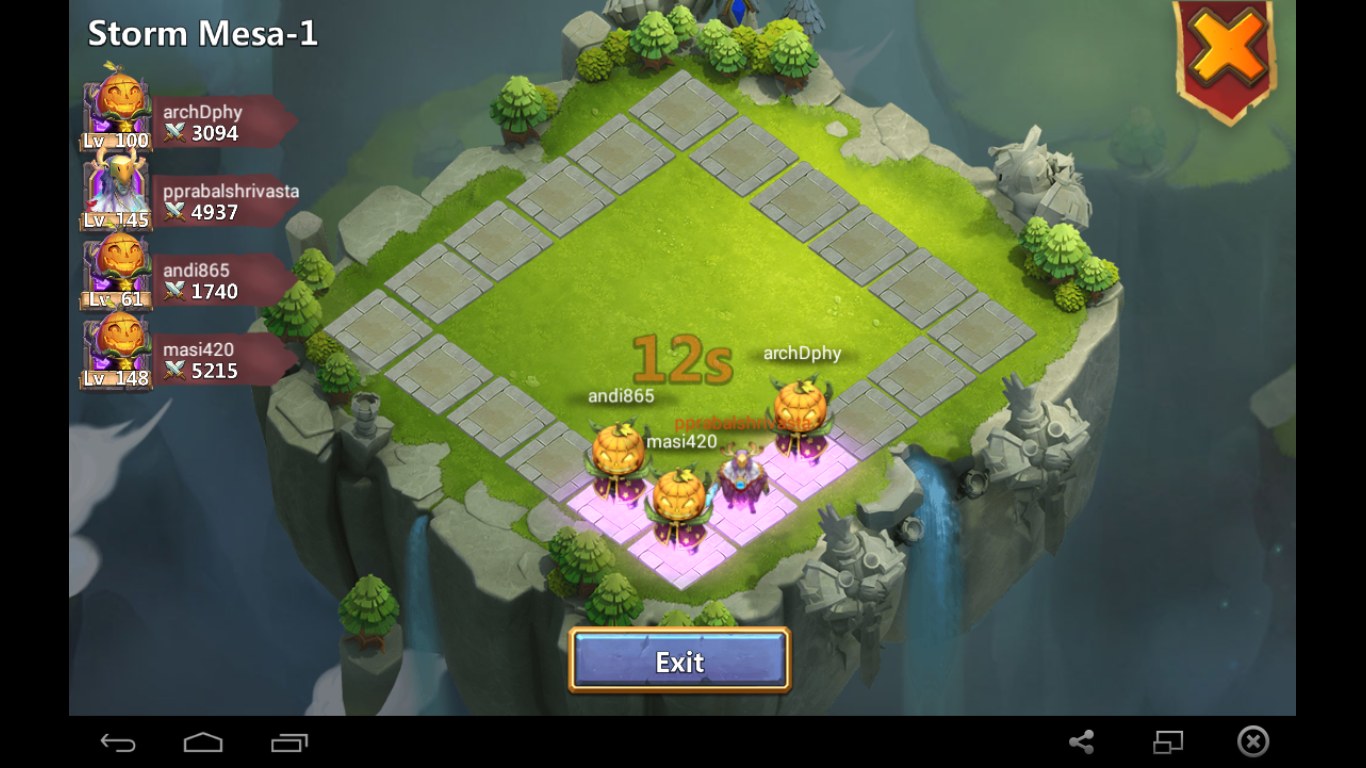 Storm Mesa-1
archDphy
3094
Lv 100
pprabalshrivasta
4937
Lv 145
andi865
1740
Lv 61
masi420
5215
Lv 148
12s
archDphy
andi865
pprabalshrivasta
masi420
Exit